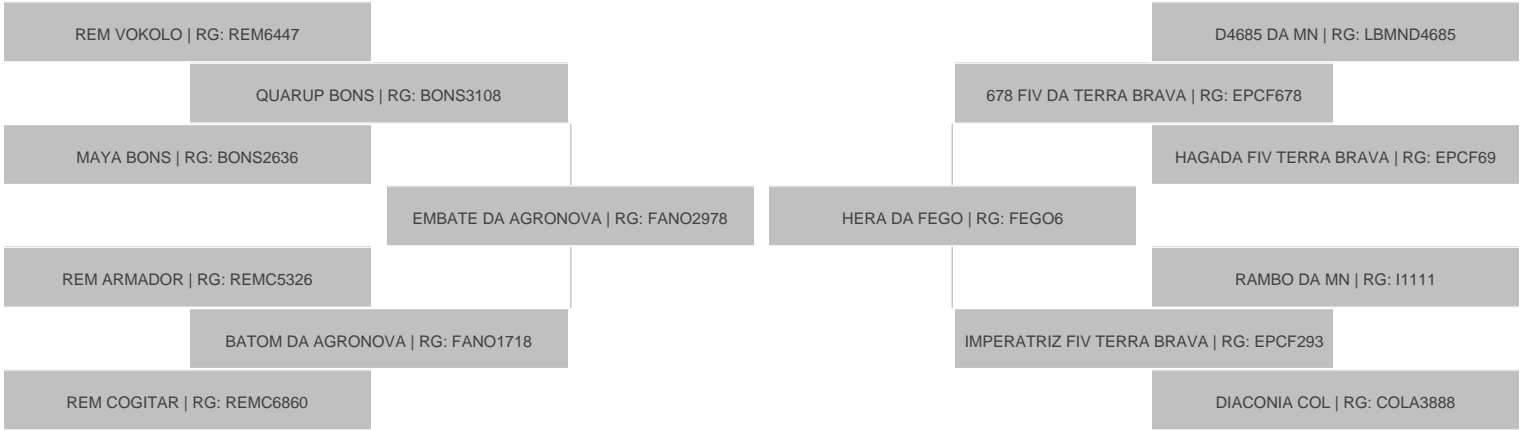 REM VOKOLO | RG: REM6447
D4685 DA MN | RG: LBMND4685
QUARUP BONS | RG: BONS3108
678 FIV DA TERRA BRAVA | RG: EPCF678
MAYA BONS | RG: BONS2636
HAGADA FIV TERRA BRAVA | RG: EPCF69
EMBATE DA AGRONOVA | RG: FANO2978
HERA DA FEGO | RG: FEGO6
REM ARMADOR | RG: REMC5326
RAMBO DA MN | RG: I1111
BATOM DA AGRONOVA | RG: FANO1718
IMPERATRIZ FIV TERRA BRAVA | RG: EPCF293
REM COGITAR | RG: REMC6860
DIACONIA COL | RG: COLA3888